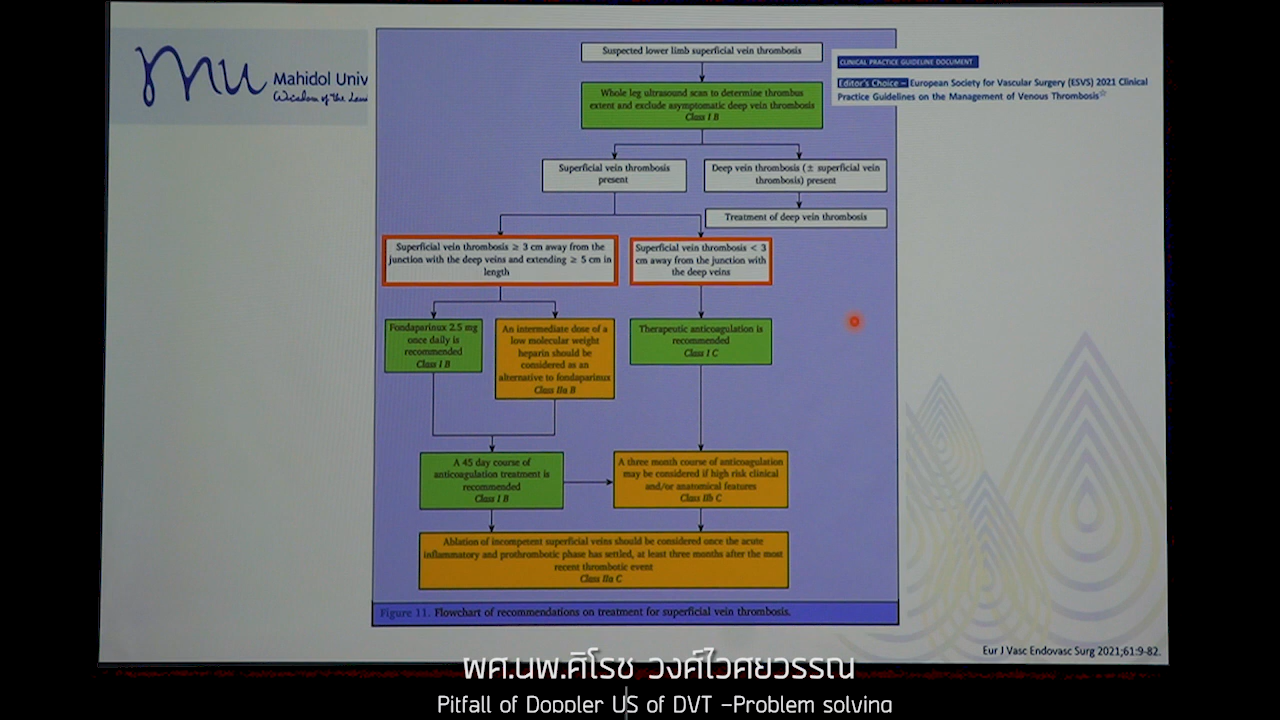 Mahidol Univ
Wisdom of the Lan
Suspected lower limb superficial vein thrombosis
CLINICAL PRACTICE GUIDELINE DOCUMENT
Editor's Choice – European Society for Vascular Surgery (ESVS) 2021 Clinical
Practice Guidelines on the Management of Venous Thrombosis☆
Whole leg ultrasound scan to determine thrombus
extent and exclude asymptomatic deep vein thrombosis
Class I B
Superficial vein thrombosis
present
Deep vein thrombosis (± superficial vein
thrombosis) present
Treatment of deep vein thrombosis
Superficial vein thrombosis ≥ 3 cm away from the
junction with the deep veins and extending ≥ 5 cm in
length
Superficial vein thrombosis < 3
cm away from the junction with
the deep veins
Fondaparinux 2.5 mg
once daily is
recommended
Class I B
An intermediate dose of a
low molecular weight
heparin should be
considered as an
alternative to fondaparinux
Class IIa B
Therapeutic anticoagulation is
recommended
Class I C
A 45 day course of
anticoagulation treatment is
recommended
Class I B
A three month course of anticoagulation
may be considered if high risk clinical
and/or anatomical features
Class IIb C
Ablation of incompetent superficial veins should be considered once the acute
inflammatory and prothrombotic phase has settled, at least three months after the most
recent thrombotic event
Class IIa C
Figure 11. Flowchart of recommendations on treatment for superficial vein thrombosis.
Eur J Vasc Endovasc Surg 2021;61:9-82.
ผศ.นพ.ศิโรช วงศ์ไวศยวรรณ
Pitfall of Doppler US of DVT -Problem solving